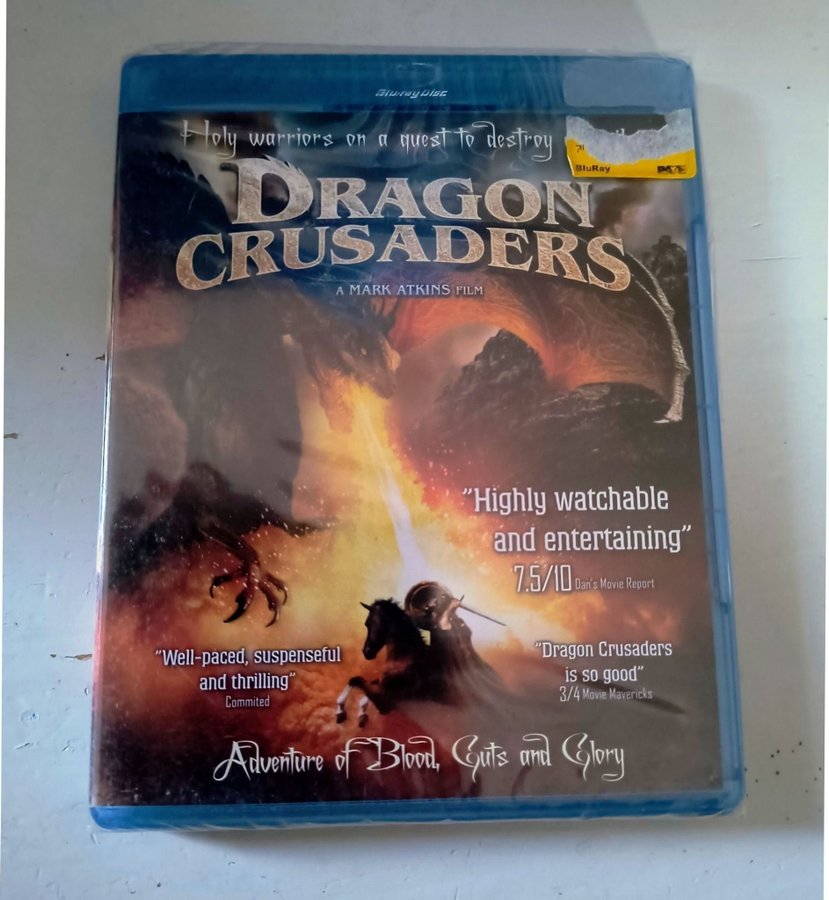 Blu-ray Disc
Holy warriors on a quest to destroy
BluRay
DRAGON
CRUSADERS
A MARK ATKINS FILM
"Highly watchable
and entertaining"
7.5/10 Dan's Movie Report
"Well-paced, suspenseful
and thrilling"
Commited
"Dragon Crusaders
is so good"
3/4 Movie Mavericks
Adventure of Blood, Guts and Glory